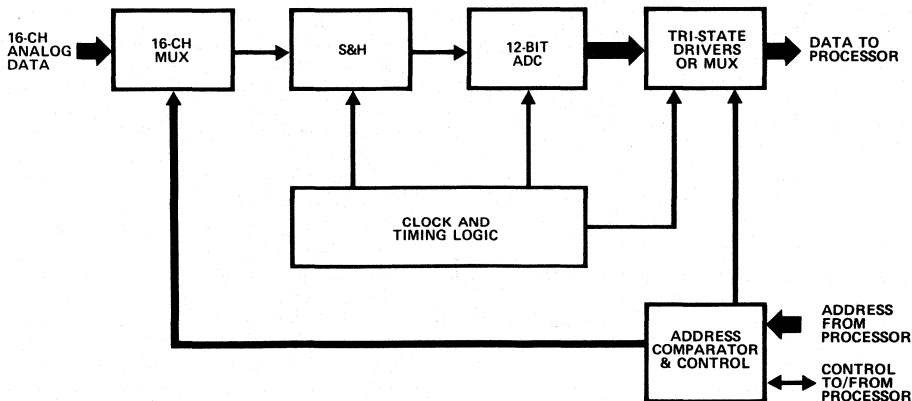 16-CH
ANALOG
DATA
16-CH
MUX
S&H
12-BIT
ADC
TRI-STATE
DRIVERS
OR MUX
DATA TO
PROCESSOR
CLOCK AND
TIMING LOGIC
ADDRESS
COMPARATOR
& CONTROL
ADDRESS
FROM
PROCESSOR
CONTROL
TO/FROM
PROCESSOR